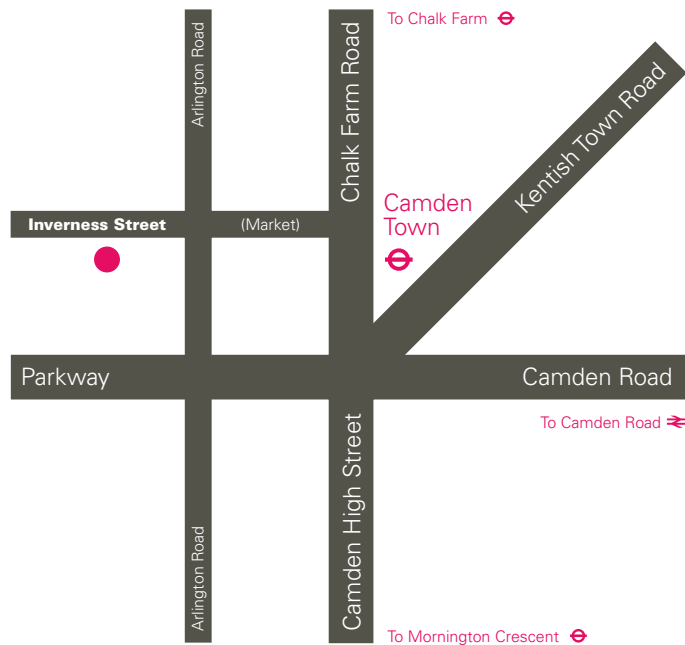 To Chalk Farm
Arlington Road
Chalk Farm Road
Kentish Town Road
Inverness Street
(Market)
Camden
Town
Parkway
Camden Road
To Camden Road
Arlington Road
Camden High Street
To Mornington Crescent